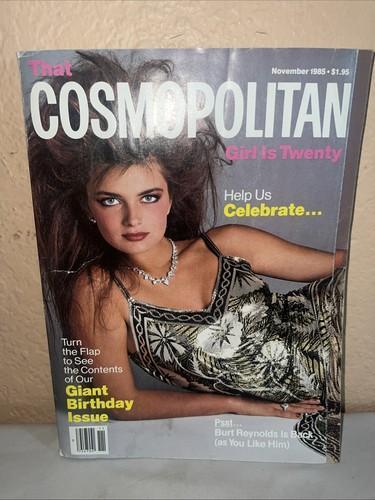 That
November 1985 • $1.95
COSMOPOLITAN
Girl Is Twenty
Help Us
Celebrate...
Turn
the Flap
to See
the Contents
of Our
Giant
Birthday
Issue
Psst...
Burt Reynolds Is Back
(as You Like Him)